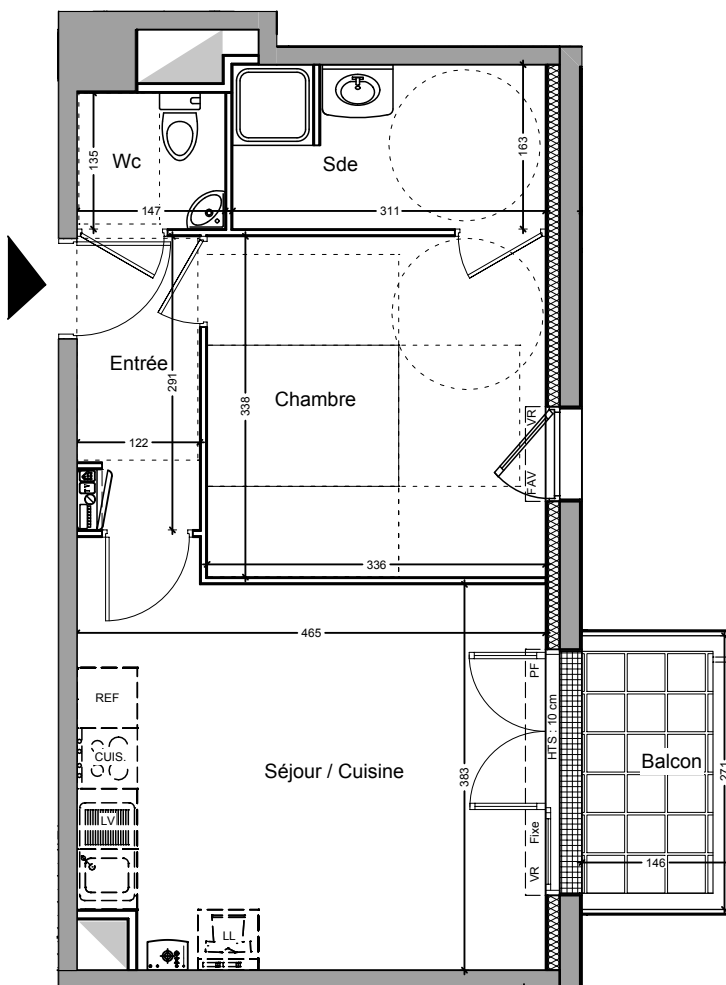 Wc
135
147
Sde
163
311
Entrée
291
122
Chambre
338
336
VR
FAV
465
REF
CUIS.
LV
LL
Séjour / Cuisine
383
PF
HTS : 10 cm
Fixe
VR
Balcon
271
146